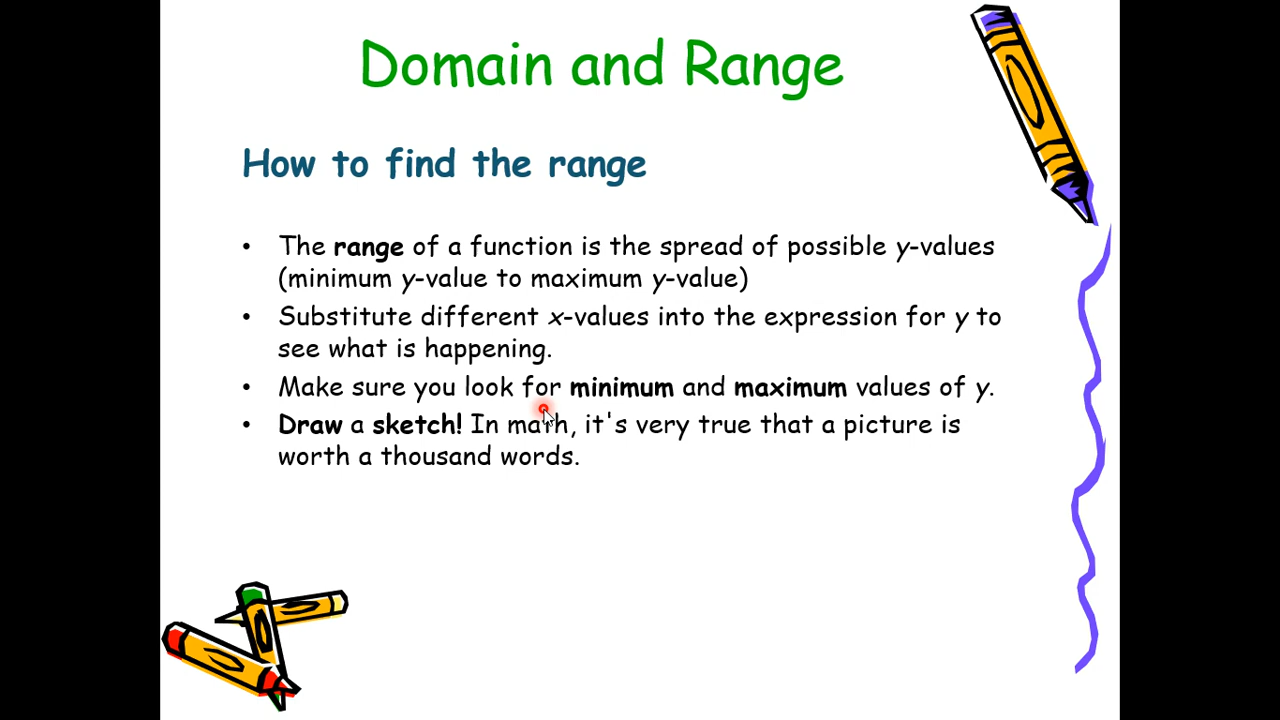 Domain and Range
How to find the range
• The range of a function is the spread of possible y-values
(minimum y-value to maximum y-value)
• Substitute different x-values into the expression for y to
see what is happening.
• Make sure you look for minimum and maximum values of y.
• Draw a sketch! In math, it's very true that a picture is
worth a thousand words.